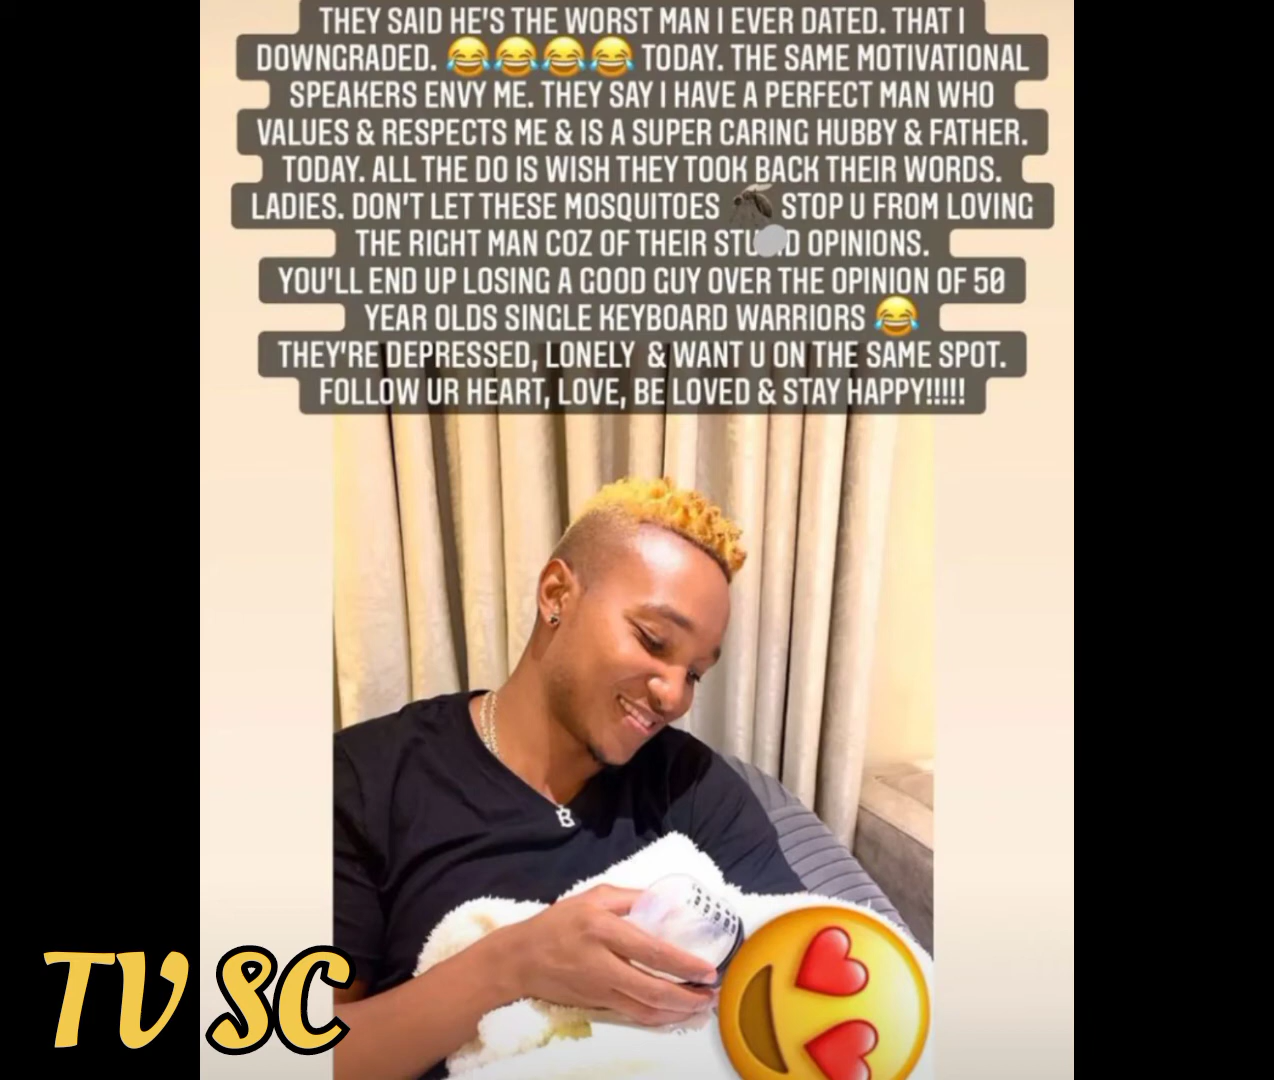 THEY SAID HE'S THE WORST MAN I EVER DATED. THAT I
DOWNGRADED. 😂😂😂😂 TODAY. THE SAME MOTIVATIONAL
SPEAKERS ENVY ME. THEY SAY I HAVE A PERFECT MAN WHO
VALUES & RESPECTS ME & IS A SUPER CARING HUBBY & FATHER.
TODAY. ALL THE DO IS WISH THEY TOOK BACK THEIR WORDS.
LADIES. DON'T LET THESE MOSQUITOES 🦟 STOP U FROM LOVING
THE RIGHT MAN COZ OF THEIR OPINIONS.
YOU'LL END UP LOSING A GOOD GUY OVER THE OPINION OF 50
YEAR OLDS SINGLE KEYBOARD WARRIORS 😂
THEY'RE DEPRESSED, LONELY & WANT U ON THE SAME SPOT.
FOLLOW UR HEART, LOVE, BE LOVED & STAY HAPPY!!!!!
B
TV SC